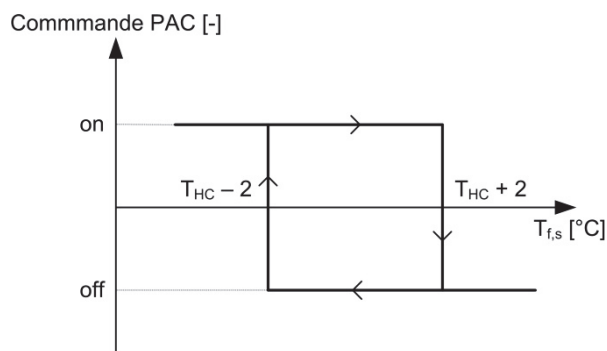 Commmande PAC [-]
on
T_HC – 2
T_HC + 2
T_f,s [°C]
off